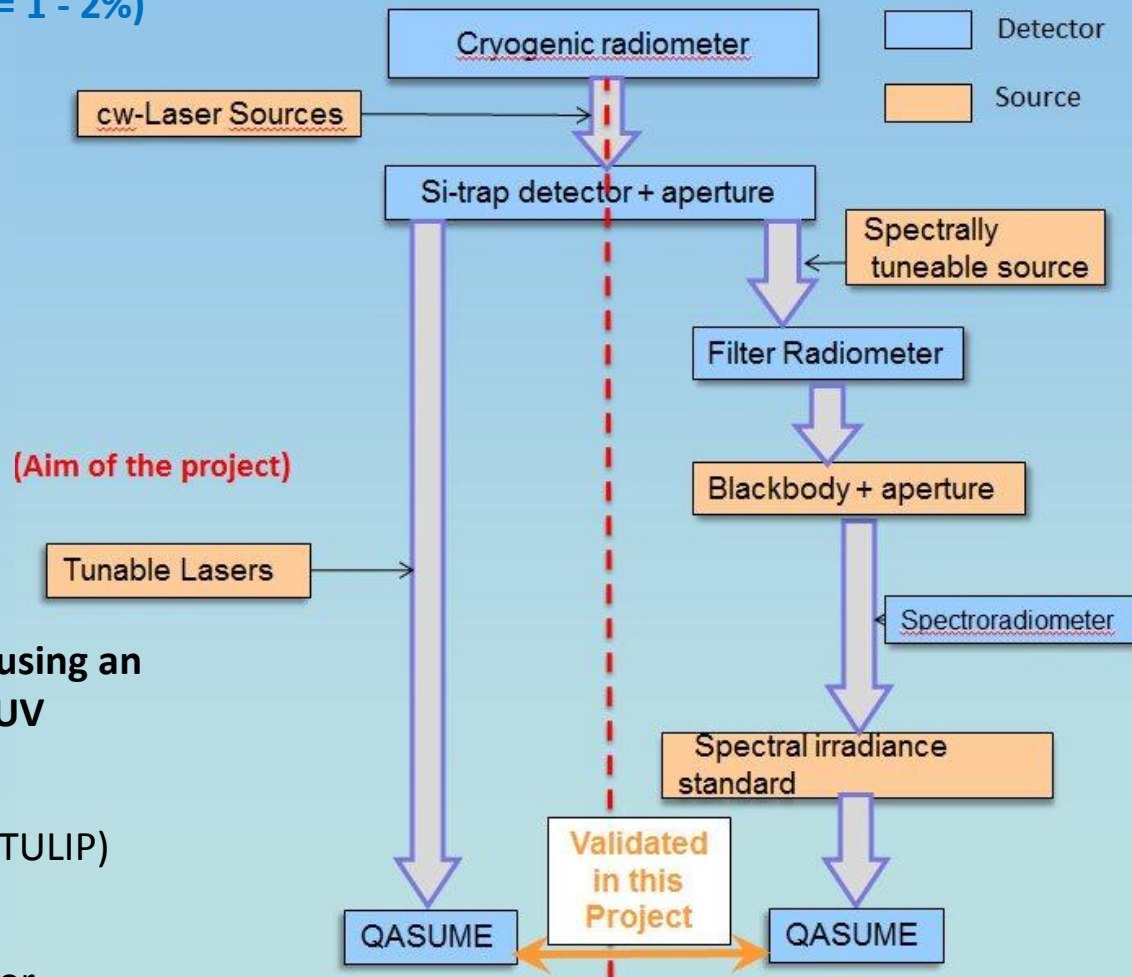 = 1 - 2%)
Cryogenic radiometer
Detector
Source
cw-Laser Sources
Si-trap detector + aperture
Spectrally
tuneable source
Filter Radiometer
(Aim of the project)
Blackbody + aperture
Tunable Lasers
Spectroradiometer
using an
UV
Spectral irradiance
standard
TULIP)
Validated
in this
Project
QASUME
QASUME